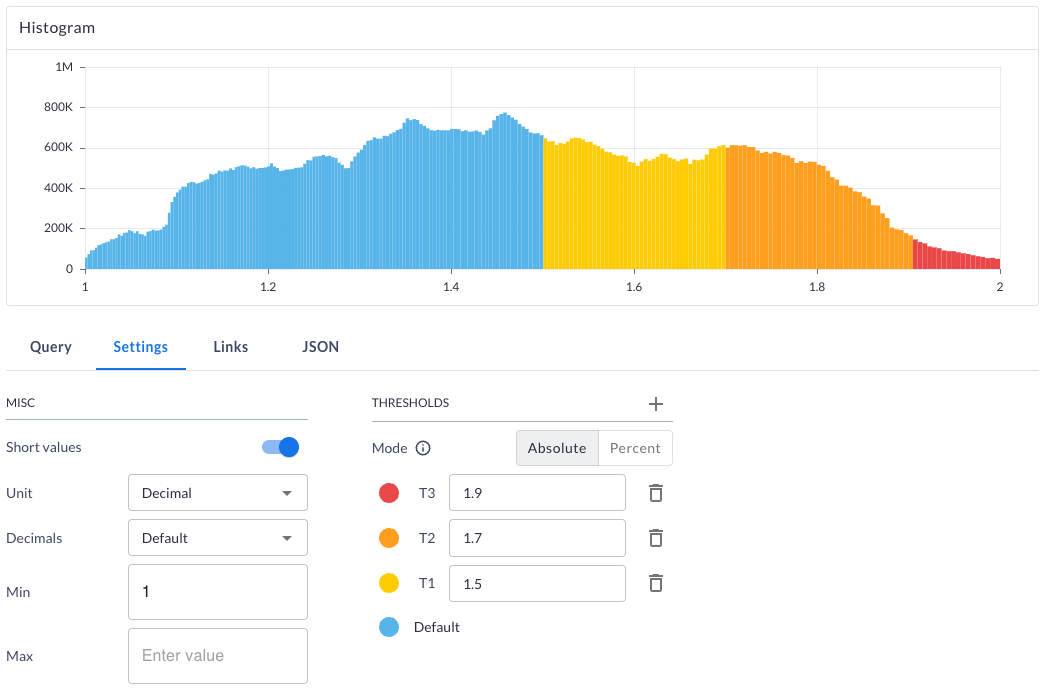 Histogram
1M
800K
600K
400K
200K
0
1 1.2 1.4 1.6 1.8 2
Query Settings Links JSON
MISC
Short values
Unit Decimal
Decimals Default
Min 1
Max Enter value
THRESHOLDS
Mode Absolute Percent
T3 1.9
T2 1.7
T1 1.5
Default